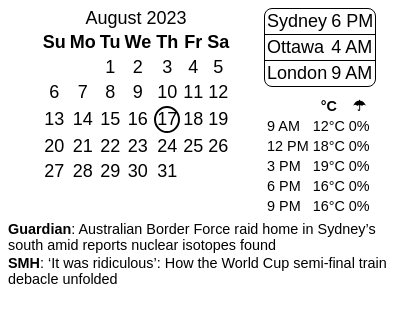 August 2023
Su Mo Tu We Th Fr Sa
1 2 3 4 5
6 7 8 9 10 11 12
13 14 15 16 17 18 19
20 21 22 23 24 25 26
27 28 29 30 31
Sydney 6 PM
Ottawa 4 AM
London 9 AM
°C ☂
9 AM 12°C 0%
12 PM 18°C 0%
3 PM 19°C 0%
6 PM 16°C 0%
9 PM 16°C 0%
Guardian: Australian Border Force raid home in Sydney’s
south amid reports nuclear isotopes found
SMH: ‘It was ridiculous’: How the World Cup semi-final train
debacle unfolded